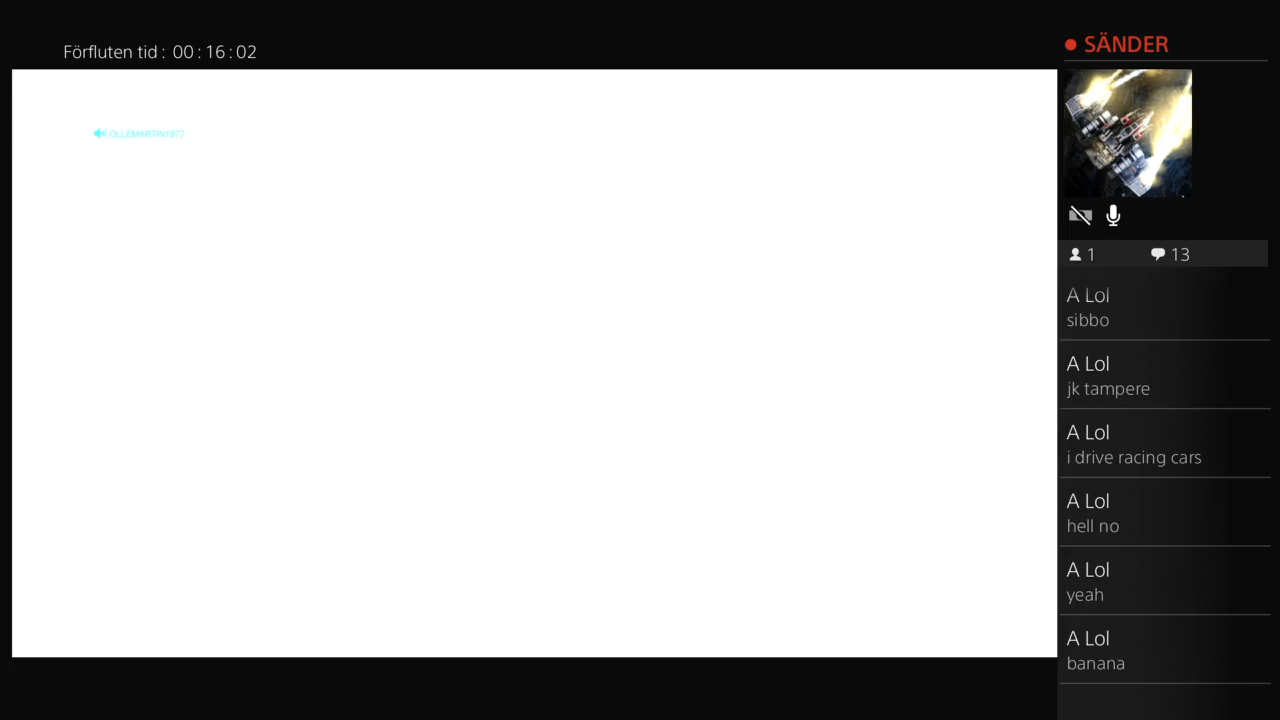 Förfluten tid : 00 : 16 : 02
SÄNDER
OLLEMARTIN1977
1 13
A Lol
sibbo
A Lol
jk tampere
A Lol
i drive racing cars
A Lol
hell no
A Lol
yeah
A Lol
banana